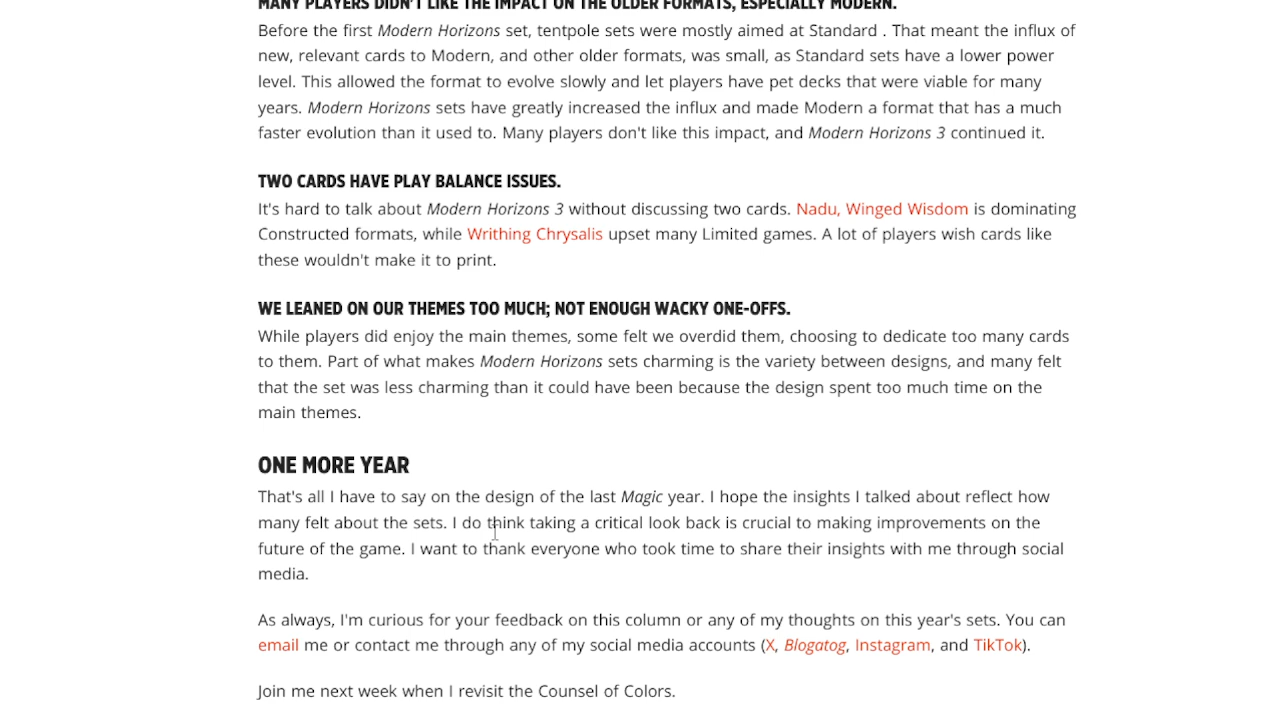 MANY PLAYERS DIDN'T LIKE THE IMPACT ON THE OLDER FORMATS, ESPECIALLY MODERN.
Before the first Modern Horizons set, tentpole sets were mostly aimed at Standard . That meant the influx of
new, relevant cards to Modern, and other older formats, was small, as Standard sets have a lower power
level. This allowed the format to evolve slowly and let players have pet decks that were viable for many
years. Modern Horizons sets have greatly increased the influx and made Modern a format that has a much
faster evolution than it used to. Many players don't like this impact, and Modern Horizons 3 continued it.
TWO CARDS HAVE PLAY BALANCE ISSUES.
It's hard to talk about Modern Horizons 3 without discussing two cards. Nadu, Winged Wisdom is dominating
Constructed formats, while Writhing Chrysalis upset many Limited games. A lot of players wish cards like
these wouldn't make it to print.
WE LEANED ON OUR THEMES TOO MUCH; NOT ENOUGH WACKY ONE-OFFS.
While players did enjoy the main themes, some felt we overdid them, choosing to dedicate too many cards
to them. Part of what makes Modern Horizons sets charming is the variety between designs, and many felt
that the set was less charming than it could have been because the design spent too much time on the
main themes.
ONE MORE YEAR
That's all I have to say on the design of the last Magic year. I hope the insights I talked about reflect how
many felt about the sets. I do think taking a critical look back is crucial to making improvements on the
future of the game. I want to thank everyone who took time to share their insights with me through social
media.
As always, I'm curious for your feedback on this column or any of my thoughts on this year's sets. You can
email me or contact me through any of my social media accounts (X, Blogatog, Instagram, and TikTok).
Join me next week when I revisit the Counsel of Colors.